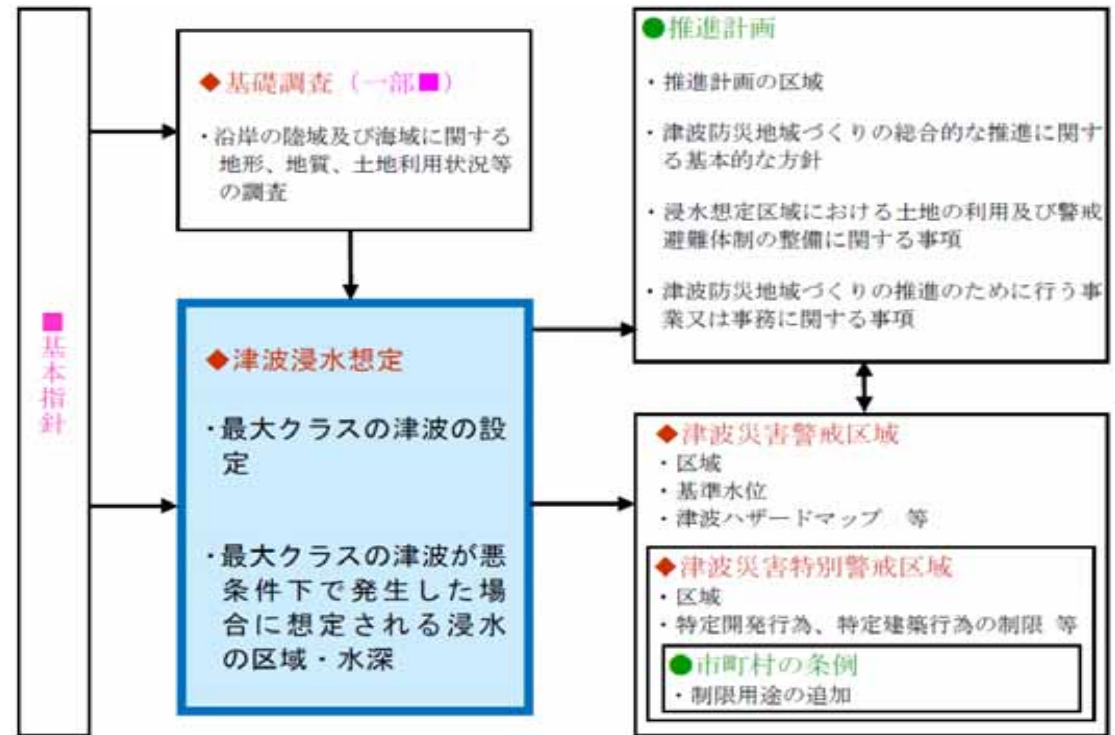 ■基本指針
◆基礎調査（一部■）
・沿岸の陸域及び海域に関する
地形、地質、土地利用状況等
の調査
◆津波浸水想定
・最大クラスの津波の設
定
・最大クラスの津波が悪
条件下で発生した場
合に想定される浸水
の区域・水深
●推進計画
・推進計画の区域
・津波防災地域づくりの総合的な推進に関す
る基本的な方針
・浸水想定区域における土地の利用及び警戒
避難体制の整備に関する事項
・津波防災地域づくりの推進のために行う事
業又は事務に関する事項
◆津波災害警戒区域
・区域
・基準水位
・津波ハザードマップ　等
◆津波災害特別警戒区域
・区域
・特定開発行為、特定建築行為の制限 等
●市町村の条例
・制限用途の追加